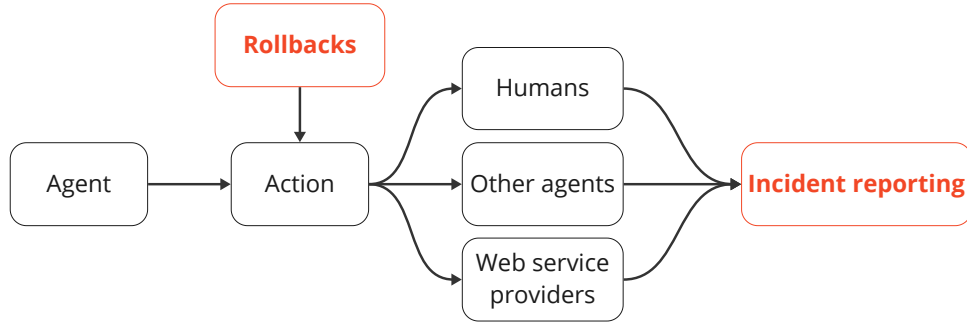 Rollbacks
Humans
Agent
Action
Other agents
Incident reporting
Web service
providers